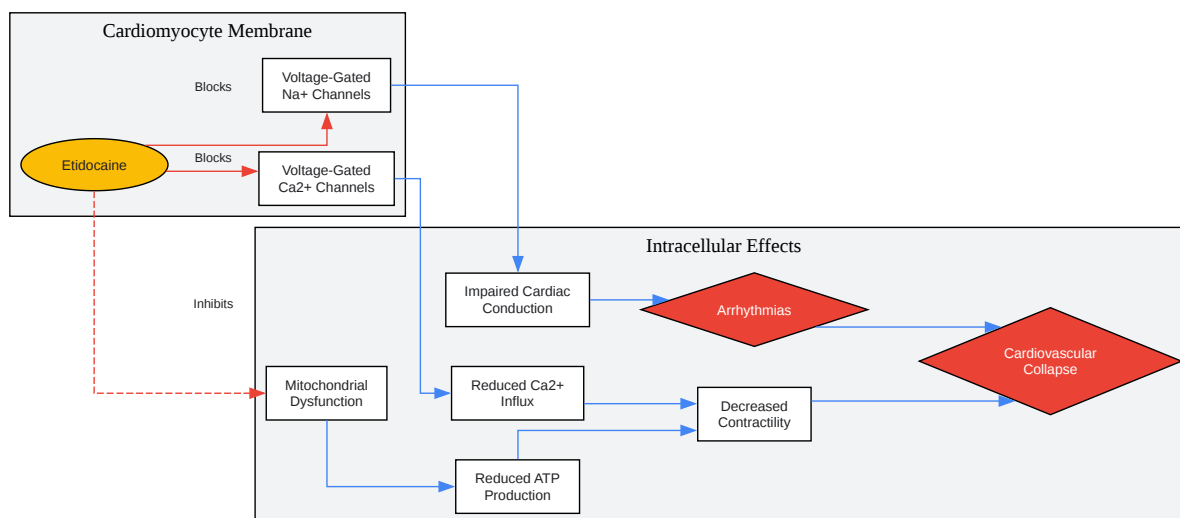 Cardiomyocyte Membrane
Voltage-Gated
Na+ Channels
Blocks
Etidocaine
Blocks
Voltage-Gated
Ca2+ Channels
Intracellular Effects
Inhibits
Impaired Cardiac
Conduction
Arrhythmias
Cardiovascular
Collapse
Mitochondrial
Dysfunction
Reduced Ca2+
Influx
Decreased
Contractility
Reduced ATP
Production